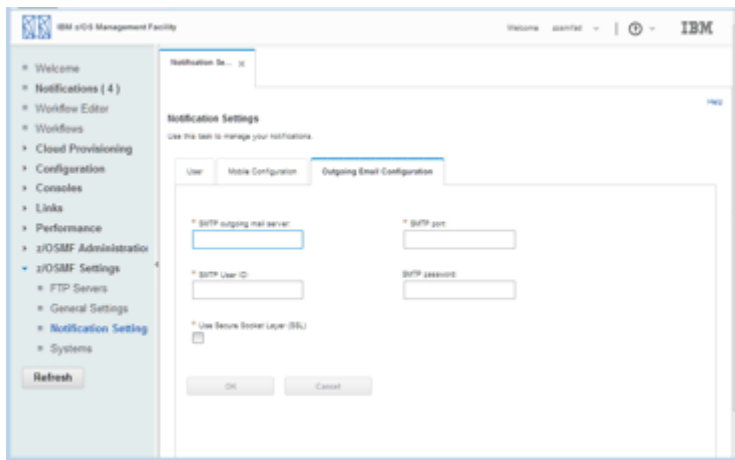 IBM z/OS Management Facility
Welcome
IBM
Welcome
Notifications ( 4 )
Workflow Editor
Workflows
Cloud Provisioning
Configuration
Consoles
Links
Performance
z/OSMF Administratio
z/OSMF Settings
FTP Servers
General Settings
Notification Setting
Systems
Refresh
Notification Se...
Help
Notification Settings
Use this task to manage your notifications.
User
Mobile Configuration
Outgoing Email Configuration
* SMTP outgoing mail server:
* SMTP port
* SMTP User ID:
SMTP password
* Use Secure Socket Layer (SSL)
OK
Cancel